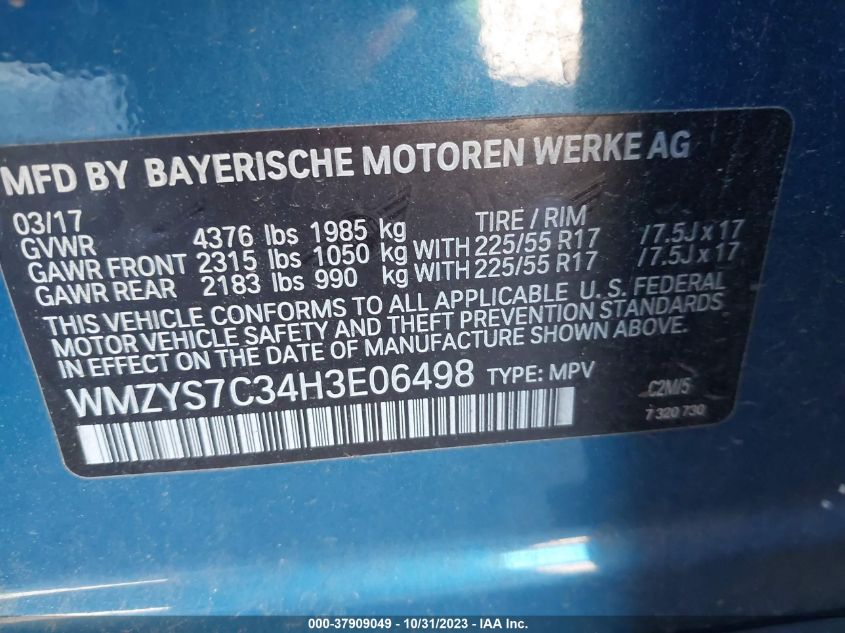 MFD BY BAYERISCHE MOTOREN WERKE AG
03/17
GVWR 4376 lbs 1985 kg TIRE / RIM
GAWR FRONT 2315 lbs 1050 kg WITH 225/55 R17 /7.5J x 17
GAWR REAR 2183 lbs 990 kg WITH 225/55 R17 /7.5J x 17
THIS VEHICLE CONFORMS TO ALL APPLICABLE U.S. FEDERAL
MOTOR VEHICLE SAFETY AND THEFT PREVENTION STANDARDS
IN EFFECT ON THE DATE OF MANUFACTURE SHOWN ABOVE.
WMZYS7C34H3E06498 TYPE: MPV
C2M/5
7 320 730
000-37909049 - 10/31/2023 - IAA Inc.